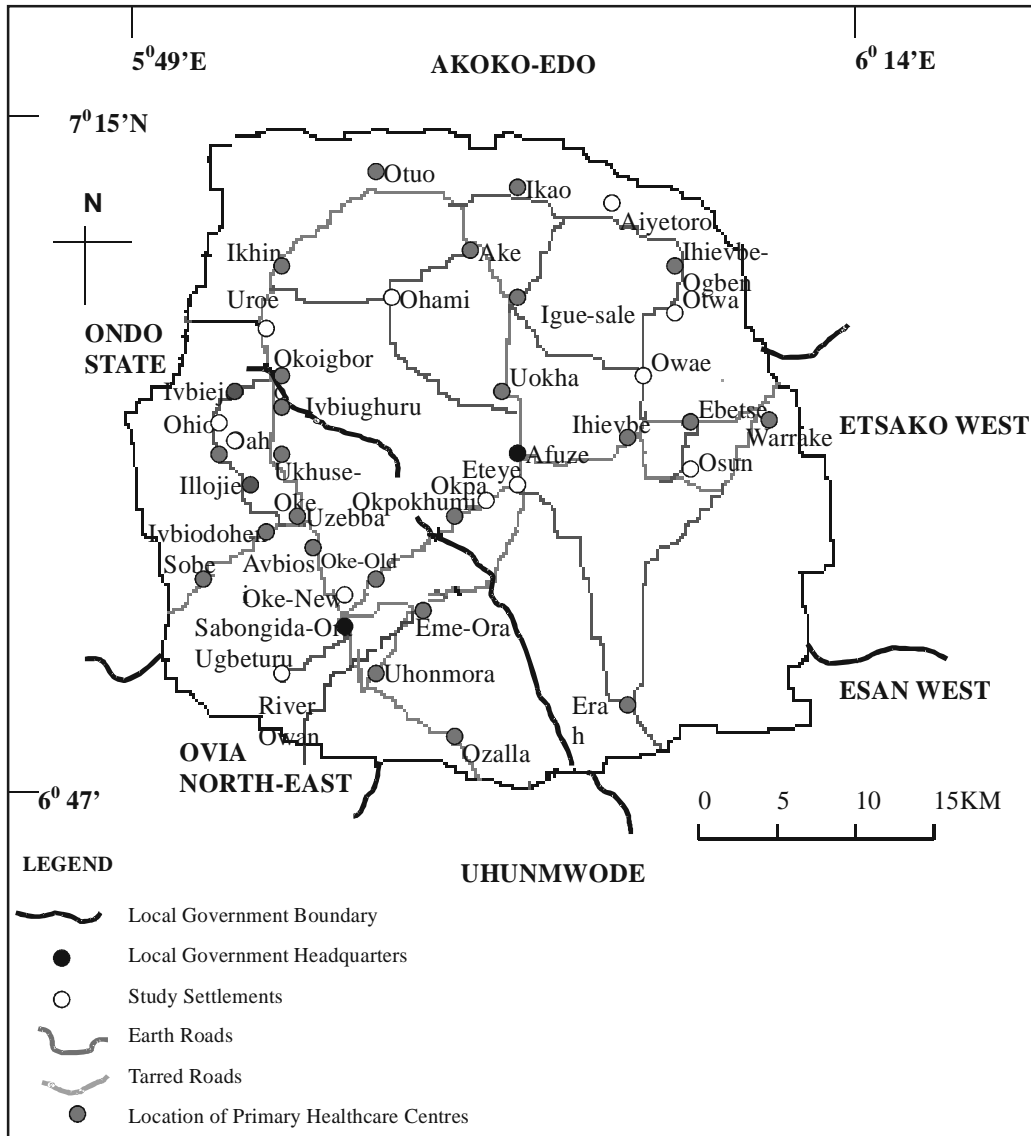 5⁰49’E
AKOKO-EDO
6⁰ 14’E
7⁰ 15’N
N
Otuo
Ikao
Aiyetoro
Ikhin
Ake
Ihievbe-
Ogben
Otwa
Uroe
Ohami
Igue-sale
ONDO
STATE
Okoigbor
Owae
Ivbieje
Uokha
Ivbiughuru
Ebetse
Ohic
Ihievbe
Warrake
ETSAKO WEST
Oah
Afuze
Ukhuse-
Oke
Eteye
Osun
Illojie
Okpa
Okpokhumi
Uzebba
Ivbiodohen
Sobe
Avbios
i
Oke-Old
Oke-New
Sabongida-Ora
Eme-Ora
Ugbeturu
Uhonmora
ESAN WEST
River
Owan
Era
h
OVIA
NORTH-EAST
Ozalla
6⁰ 47’
0 5 10 15KM
LEGEND
UHUNMWODE
Local Government Boundary
Local Government Headquarters
Study Settlements
Earth Roads
Tarred Roads
Location of Primary Healthcare Centres